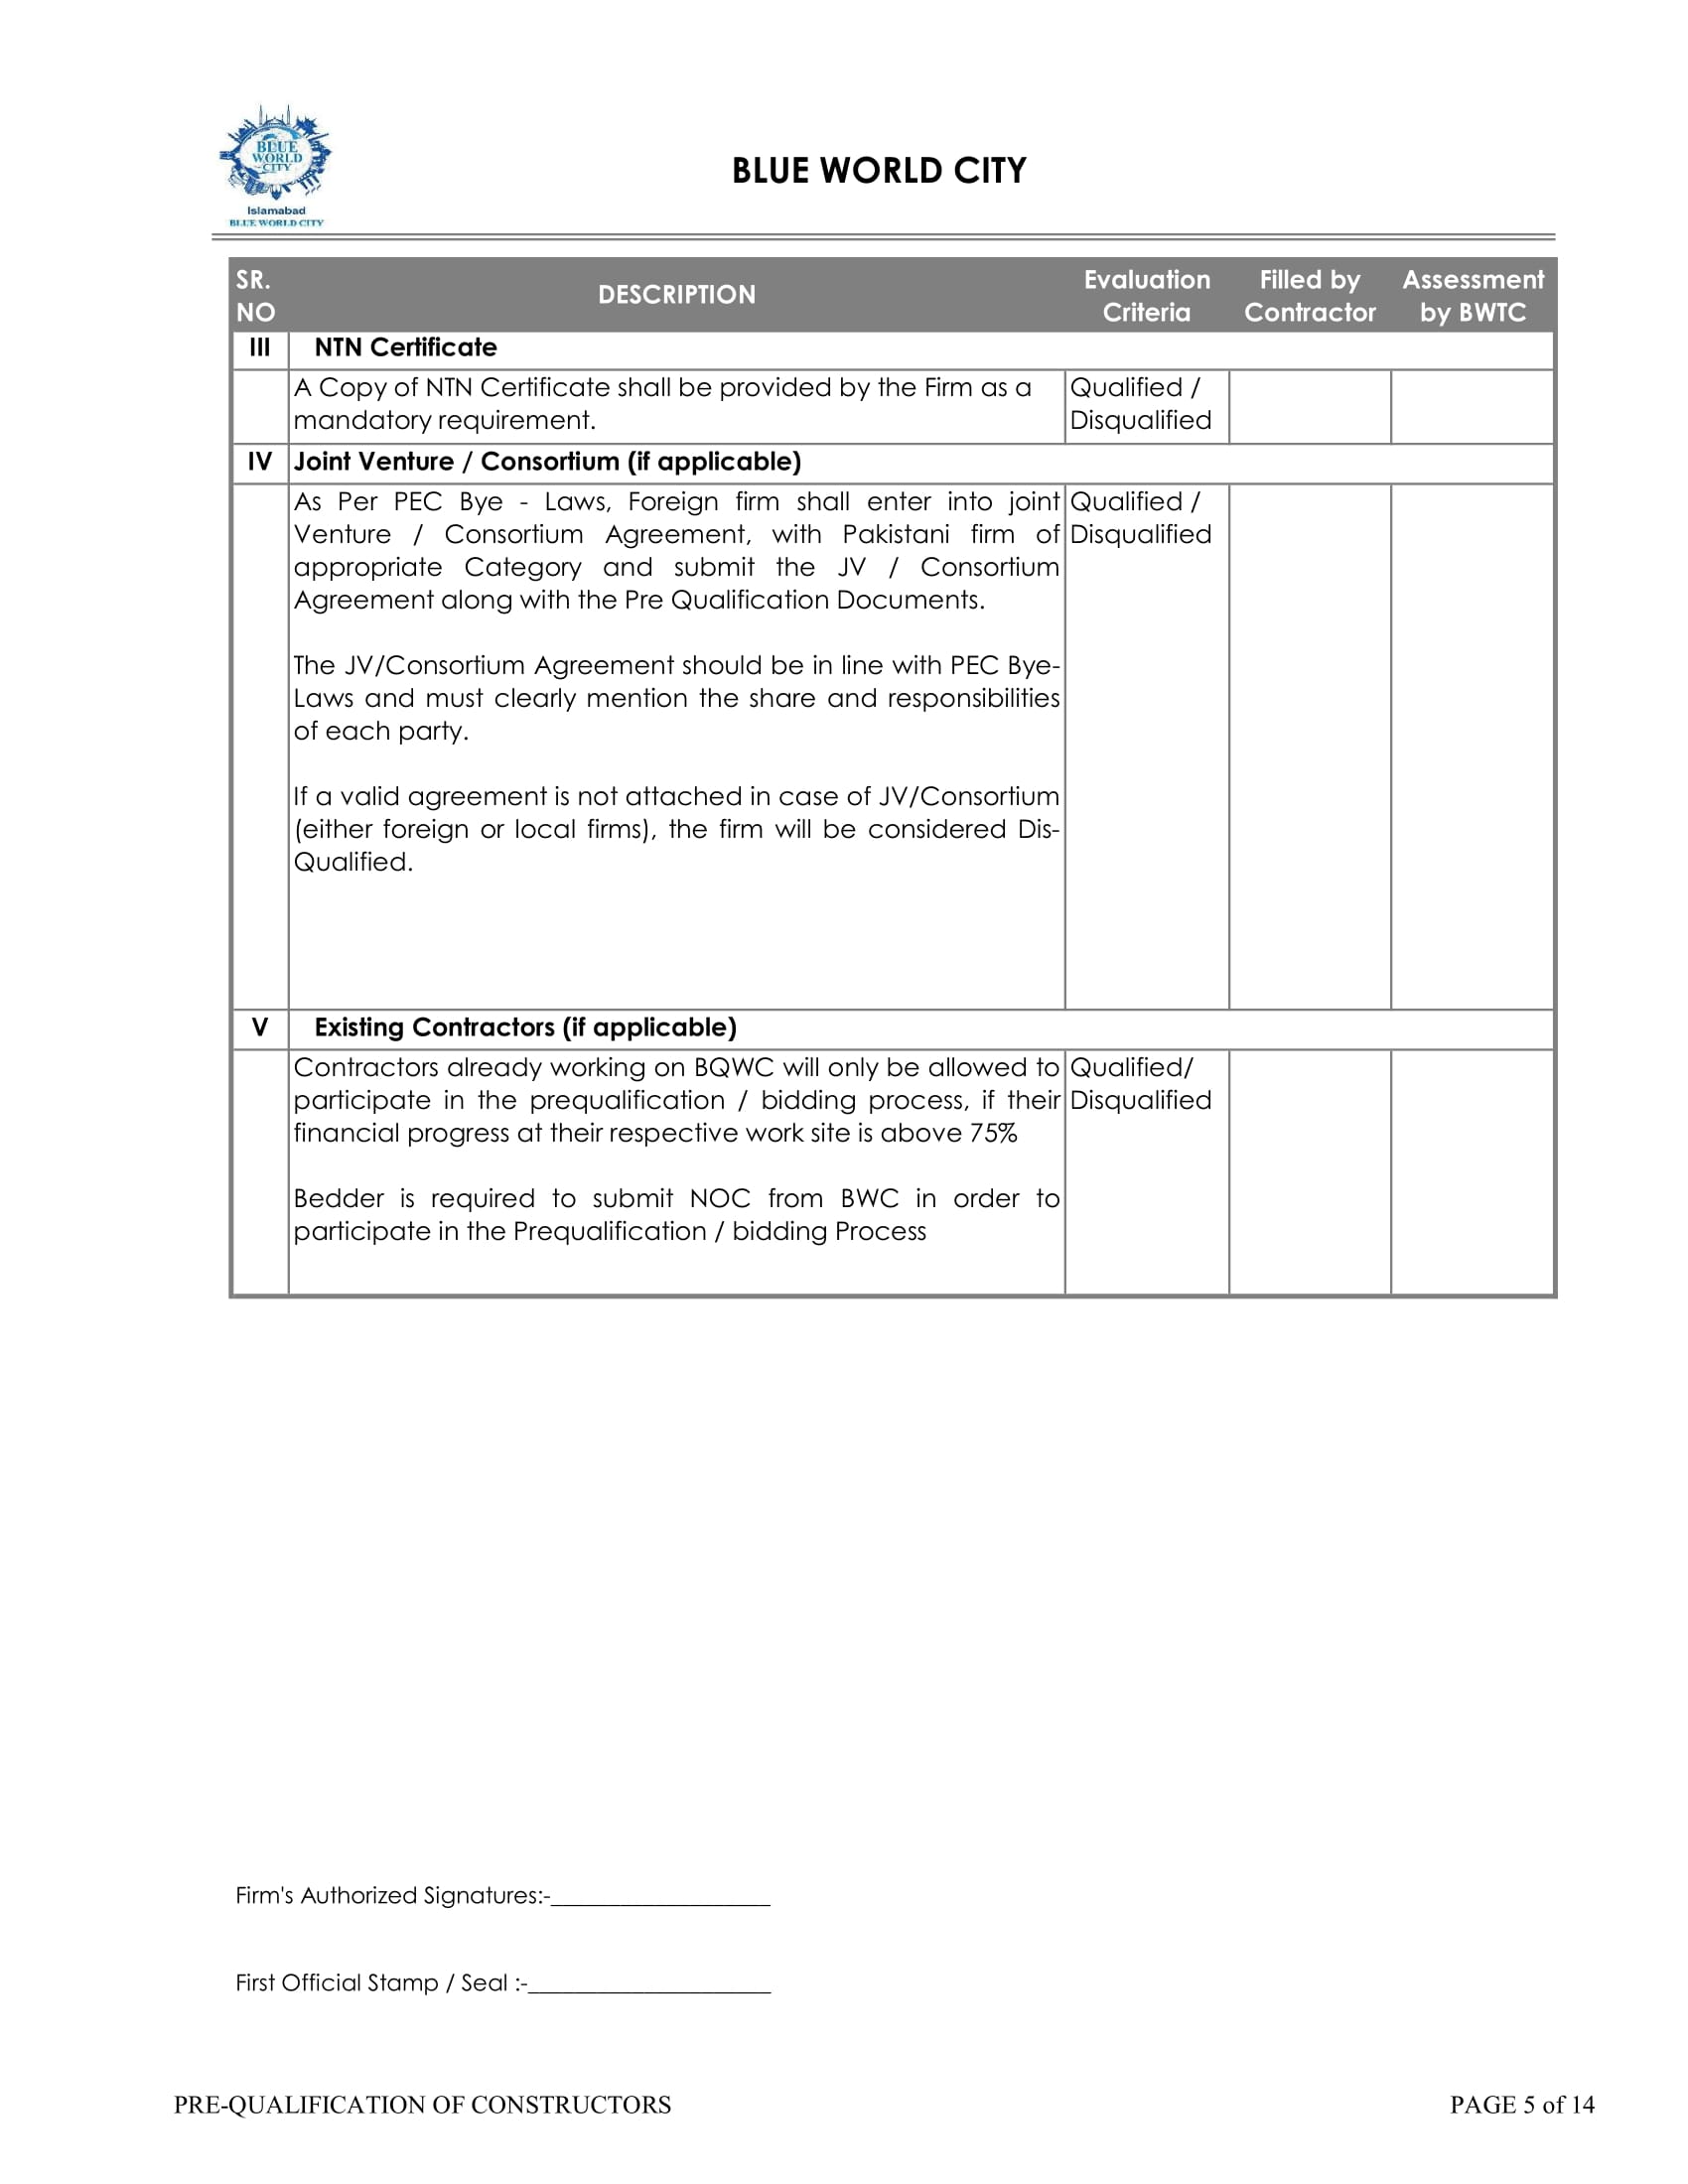 BLUE
WORLD
CITY
Islamabad
BLUE WORLD CITY
BLUE WORLD CITY
SR.
NO
DESCRIPTION
Evaluation
Criteria
Filled by
Contractor
Assessment
by BWTC
III NTN Certificate
A Copy of NTN Certificate shall be provided by the Firm as a
mandatory requirement.
Qualified /
Disqualified
IV Joint Venture / Consortium (if applicable)
As Per PEC Bye - Laws, Foreign firm shall enter into joint
Venture / Consortium Agreement, with Pakistani firm of
appropriate Category and submit the JV / Consortium
Agreement along with the Pre Qualification Documents.
The JV/Consortium Agreement should be in line with PEC Bye-
Laws and must clearly mention the share and responsibilities
of each party.
If a valid agreement is not attached in case of JV/Consortium
(either foreign or local firms), the firm will be considered Dis-
Qualified.
Qualified /
Disqualified
V Existing Contractors (if applicable)
Contractors already working on BQWC will only be allowed to
participate in the prequalification / bidding process, if their
financial progress at their respective work site is above 75%
Bedder is required to submit NOC from BWC in order to
participate in the Prequalification / bidding Process
Qualified/
Disqualified
Firm's Authorized Signatures:-__________________
First Official Stamp / Seal :-____________________
PRE-QUALIFICATION OF CONSTRUCTORS
PAGE 5 of 14